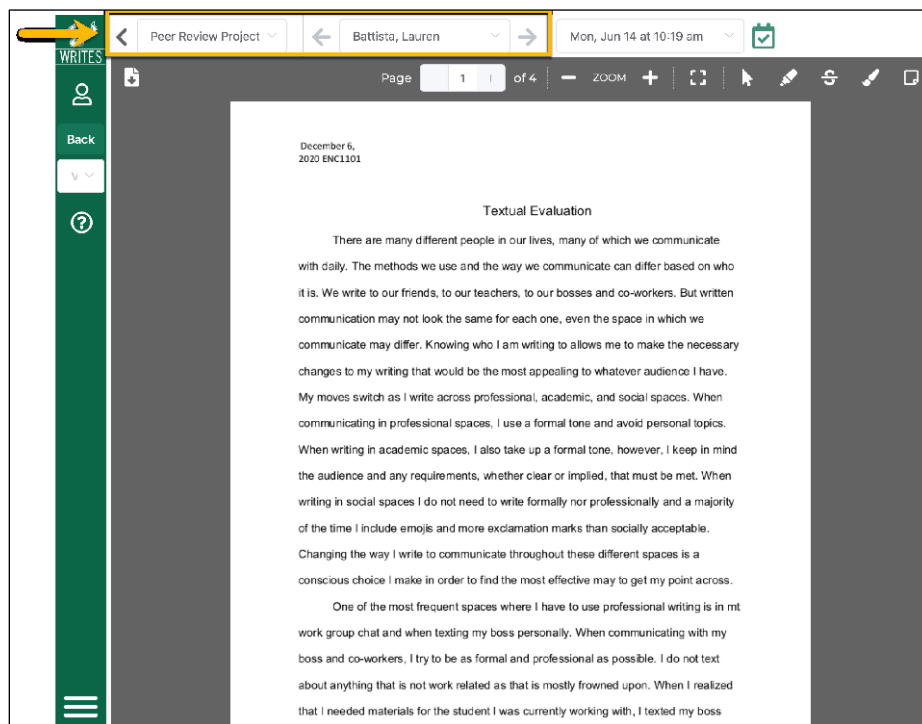 Peer Review Project
Battista, Lauren
Mon, Jun 14 at 10:19 am
WRITES
Page 1 of 4 ZOOM
Back
December 6,
2020 ENC1101
Textual Evaluation
There are many different people in our lives, many of which we communicate
with daily. The methods we use and the way we communicate can differ based on who
it is. We write to our friends, to our teachers, to our bosses and co-workers. But written
communication may not look the same for each one, even the space in which we
communicate may differ. Knowing who I am writing to allows me to make the necessary
changes to my writing that would be the most appealing to whatever audience I have.
My moves switch as I write across professional, academic, and social spaces. When
communicating in professional spaces, I use a formal tone and avoid personal topics.
When writing in academic spaces, I also take up a formal tone, however, I keep in mind
the audience and any requirements, whether clear or implied, that must be met. When
writing in social spaces I do not need to write formally nor professionally and a majority
of the time I include emojis and more exclamation marks than socially acceptable.
Changing the way I write to communicate throughout these different spaces is a
conscious choice I make in order to find the most effective may to get my point across.
One of the most frequent spaces where I have to use professional writing is in mt
work group chat and when texting my boss personally. When communicating with my
boss and co-workers, I try to be as formal and professional as possible. I do not text
about anything that is not work related as that is mostly frowned upon. When I realized
that I needed materials for the student I was currently working with, I texted my boss